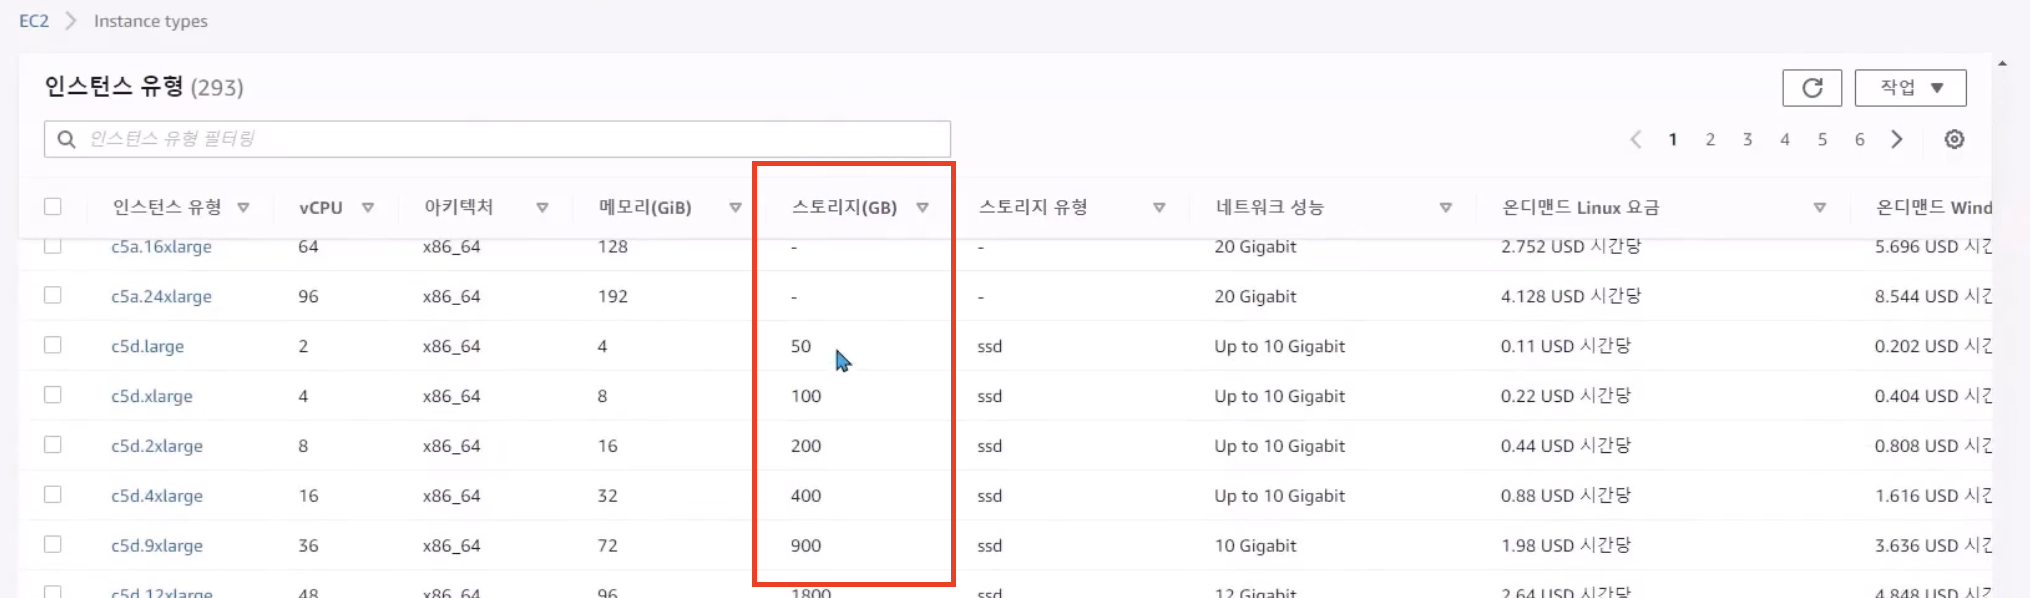 EC2 > Instance types
인스턴스 유형 (293)
작업
인스턴스 유형 필터링
1 2 3 4 5 6
인스턴스 유형 vCPU 아키텍처 메모리(GiB) 스토리지(GB) 스토리지 유형 네트워크 성능 온디맨드 Linux 요금 온디맨드 Wind
c5a.16xlarge 64 x86_64 128 - - 20 Gigabit 2.752 USD 시간당 5.696 USD 시간
c5a.24xlarge 96 x86_64 192 - - 20 Gigabit 4.128 USD 시간당 8.544 USD 시간
c5d.large 2 x86_64 4 50 ssd Up to 10 Gigabit 0.11 USD 시간당 0.202 USD 시간
c5d.xlarge 4 x86_64 8 100 ssd Up to 10 Gigabit 0.22 USD 시간당 0.404 USD 시간
c5d.2xlarge 8 x86_64 16 200 ssd Up to 10 Gigabit 0.44 USD 시간당 0.808 USD 시간
c5d.4xlarge 16 x86_64 32 400 ssd Up to 10 Gigabit 0.88 USD 시간당 1.616 USD 시간
c5d.9xlarge 36 x86_64 72 900 ssd 10 Gigabit 1.98 USD 시간당 3.636 USD 시간
c5d.12xlarge 48 x86_64 96 1800 ssd 12 Gigabit 2.64 USD 시간당 4.848 USD 시간